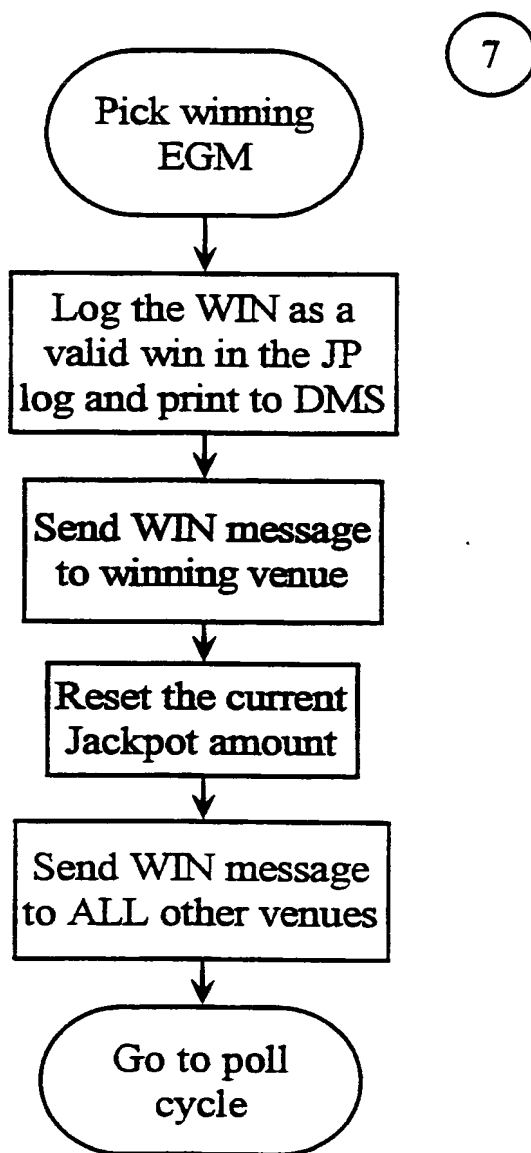 7
Pick winning
EGM
Log the WIN as a
valid win in the JP
log and print to DMS
Send WIN message
to winning venue
Reset the current
Jackpot amount
Send WIN message
to ALL other venues
Go to poll
cycle